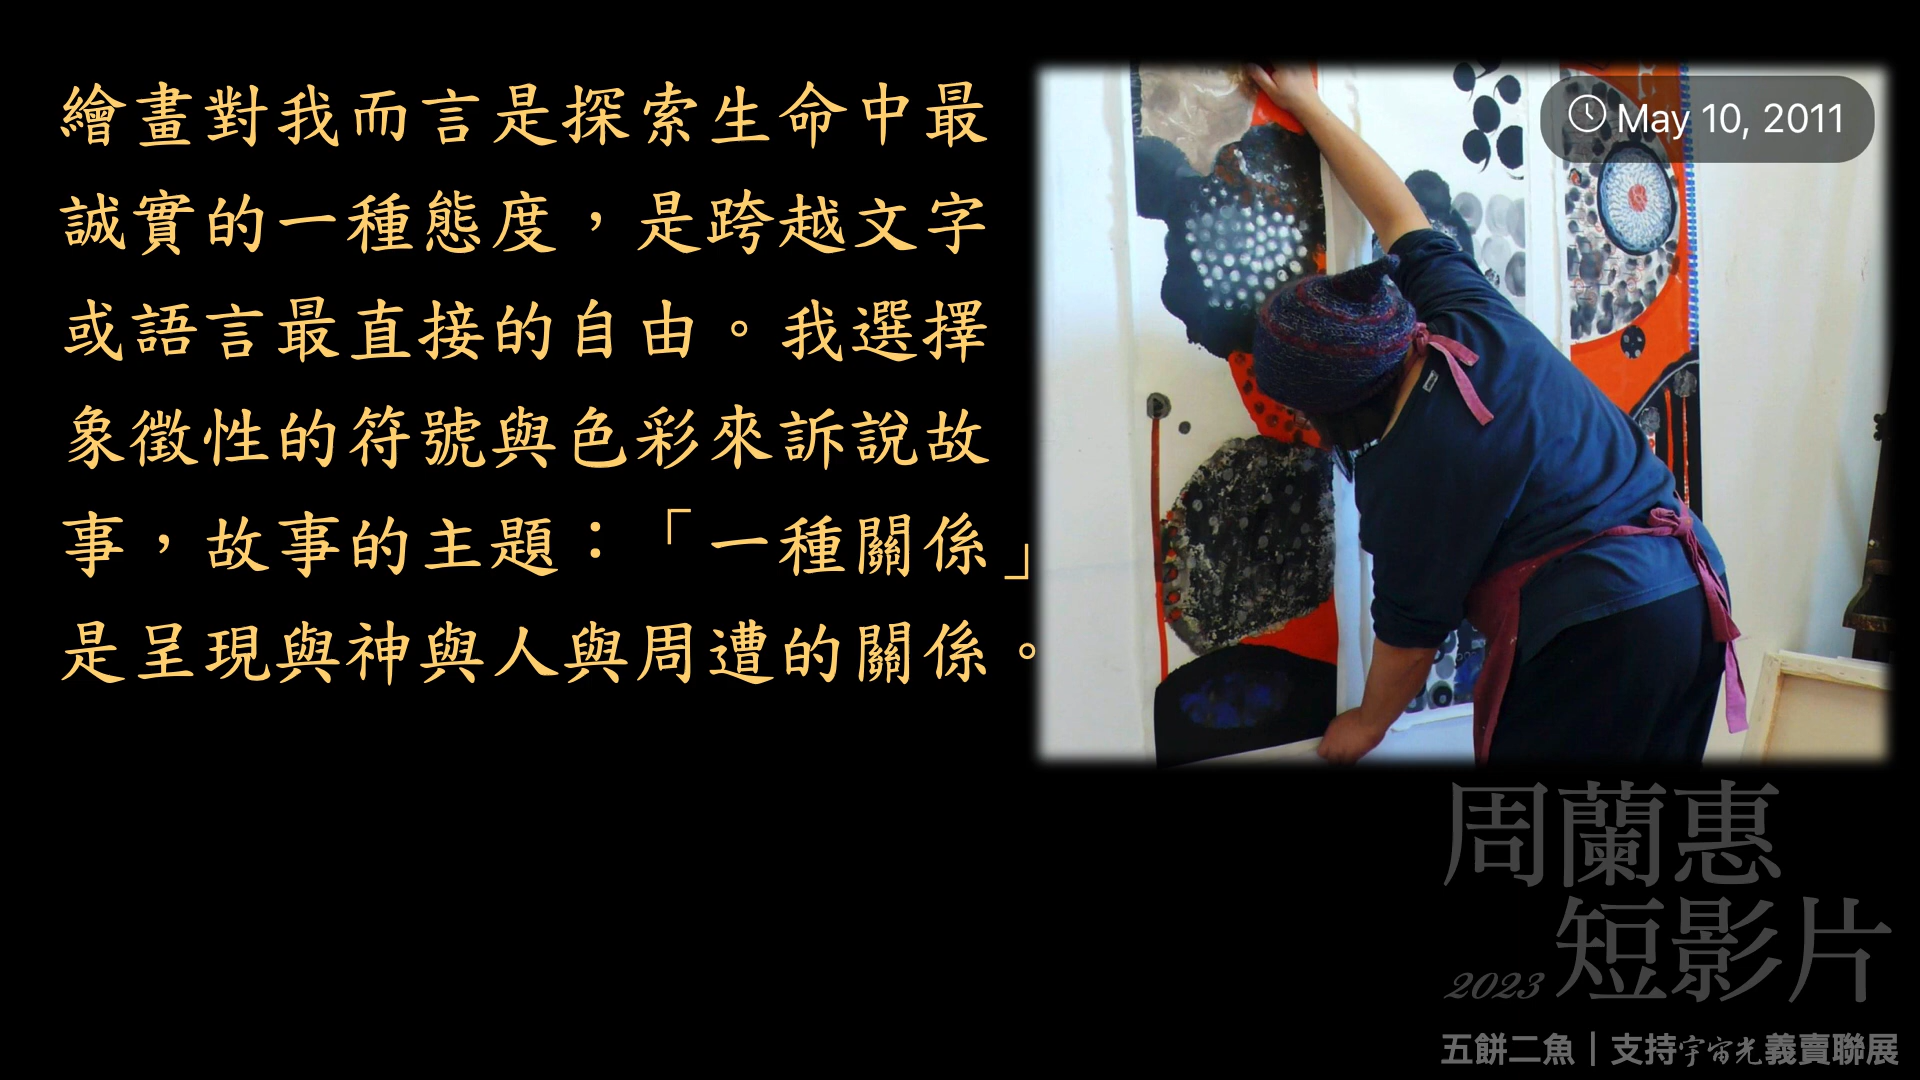 繪畫對我而言是探索生命中最
誠實的一種態度，是跨越文字
或語言最直接的自由。我選擇
象徵性的符號與色彩來訴說故
事，故事的主題：「一種關係」
是呈現與神與人與周遭的關係。
May 10, 2011
周蘭惠
2023 短影片
五餅二魚｜支持宇宙光義賣聯展